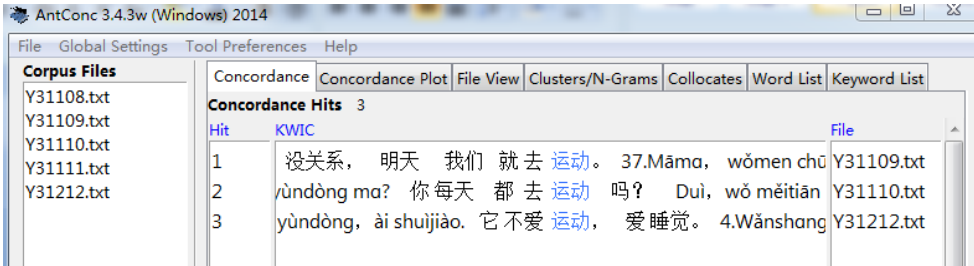 AntConc 3.4.3w (Windows) 2014
File Global Settings Tool Preferences Help
Corpus Files
Y31108.txt
Y31109.txt
Y31110.txt
Y31111.txt
Y31212.txt
Concordance Concordance Plot File View Clusters/N-Grams Collocates Word List Keyword List
Concordance Hits 3
Hit KWIC File
1 没关系， 明天 我们 就 去 运动。 37.Māmɑ， wǒmen chū Y31109.txt
2 yùndòng mɑ? 你 每天 都 去 运动 吗？ Duì，wǒ měitiān Y31110.txt
3 yùndòng，ài shuìjiào. 它 不爱 运动， 爱 睡觉。 4.Wǎnshɑng Y31212.txt